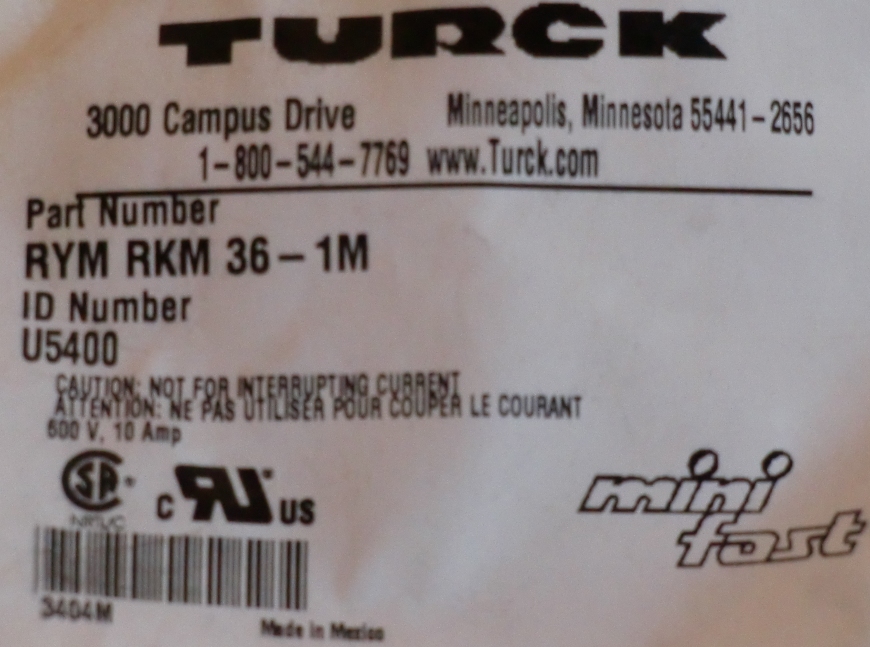 TURCK
3000 Campus Drive Minneapolis, Minnesota 55441-2656
1-800-544-7769 www.Turck.com
Part Number
RYM RKM 36-1M
ID Number
U5400
CAUTION: NOT FOR INTERRUPTING CURRENT
ATTENTION: NE PAS UTILISER POUR COUPER LE COURANT
600 V, 10 Amp
SA
C RU US
mini
fast
3404M
Made in Mexico